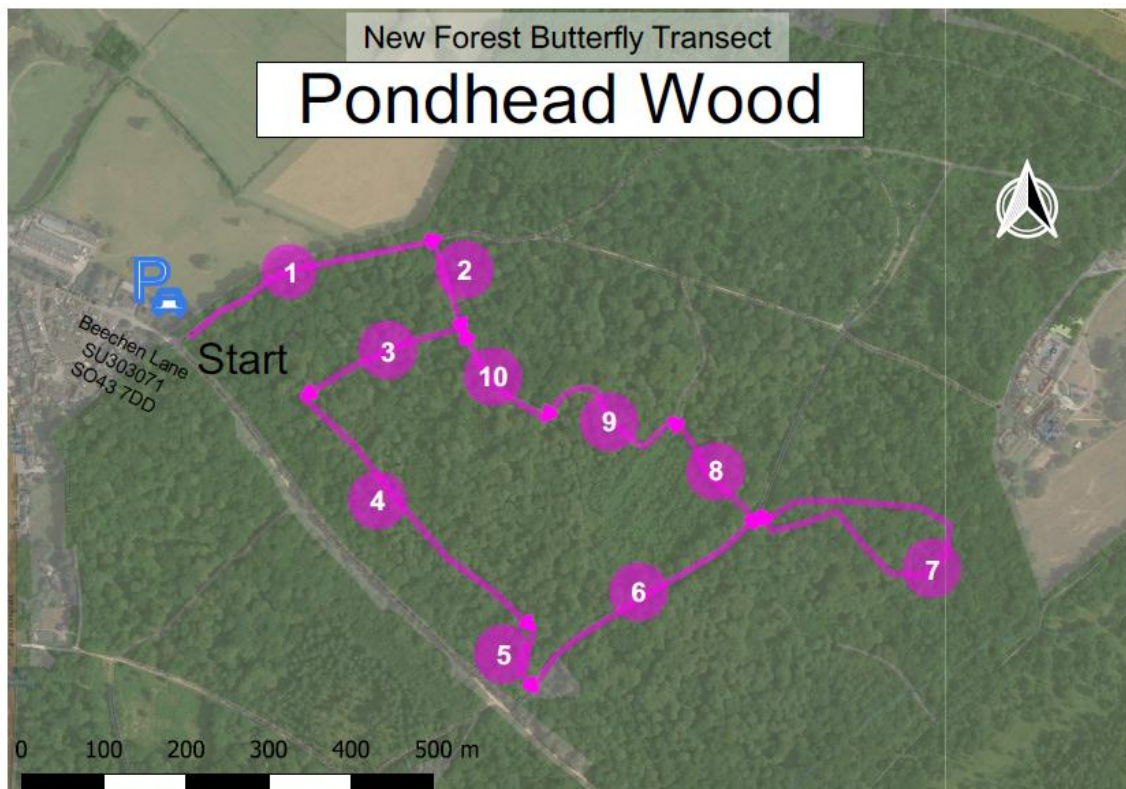 New Forest Butterfly Transect
Pondhead Wood
P
1
2
Beechen Lane
SU303071
SO43 7DD
Start
3
10
9
8
4
7
6
5
0 100 200 300 400 500 m